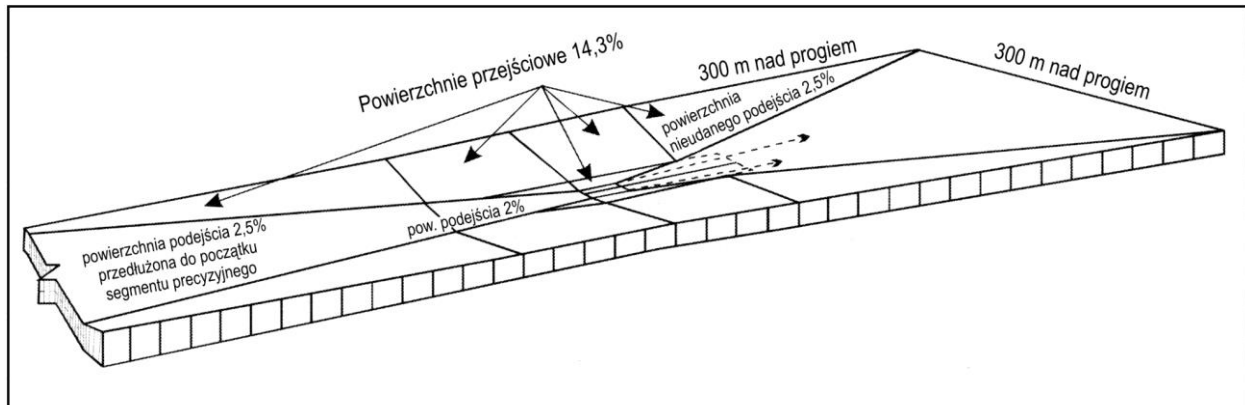 Powierzchnie przejściowe 14,3%
300 m nad progiem
300 m nad progiem
powierzchnia
nieudanego podejścia 2,5%
pow. podejścia 2%
powierzchnia podejścia 2,5%
przedłużona do początku
segmentu precyzyjnego